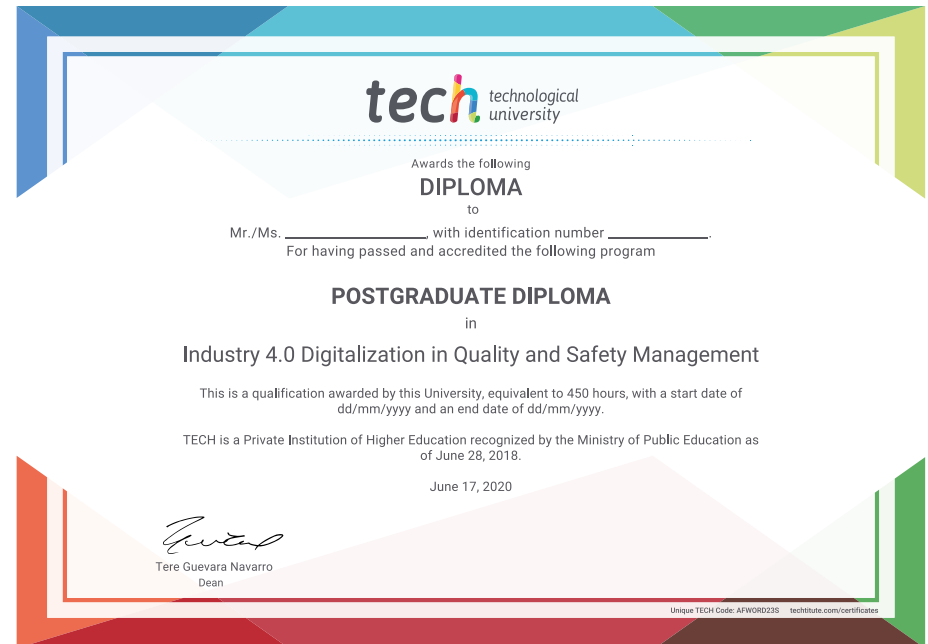 tech technological
university
Awards the following
DIPLOMA
to
Mr./Ms. ____________________, with identification number ______________.
For having passed and accredited the following program
POSTGRADUATE DIPLOMA
in
Industry 4.0 Digitalization in Quality and Safety Management
This is a qualification awarded by this University, equivalent to 450 hours, with a start date of
dd/mm/yyyy and an end date of dd/mm/yyyy.
TECH is a Private Institution of Higher Education recognized by the Ministry of Public Education as
of June 28, 2018.
June 17, 2020
Tere Guevara Navarro
Dean
Unique TECH Code: AFWORD23S techtitute.com/certificates